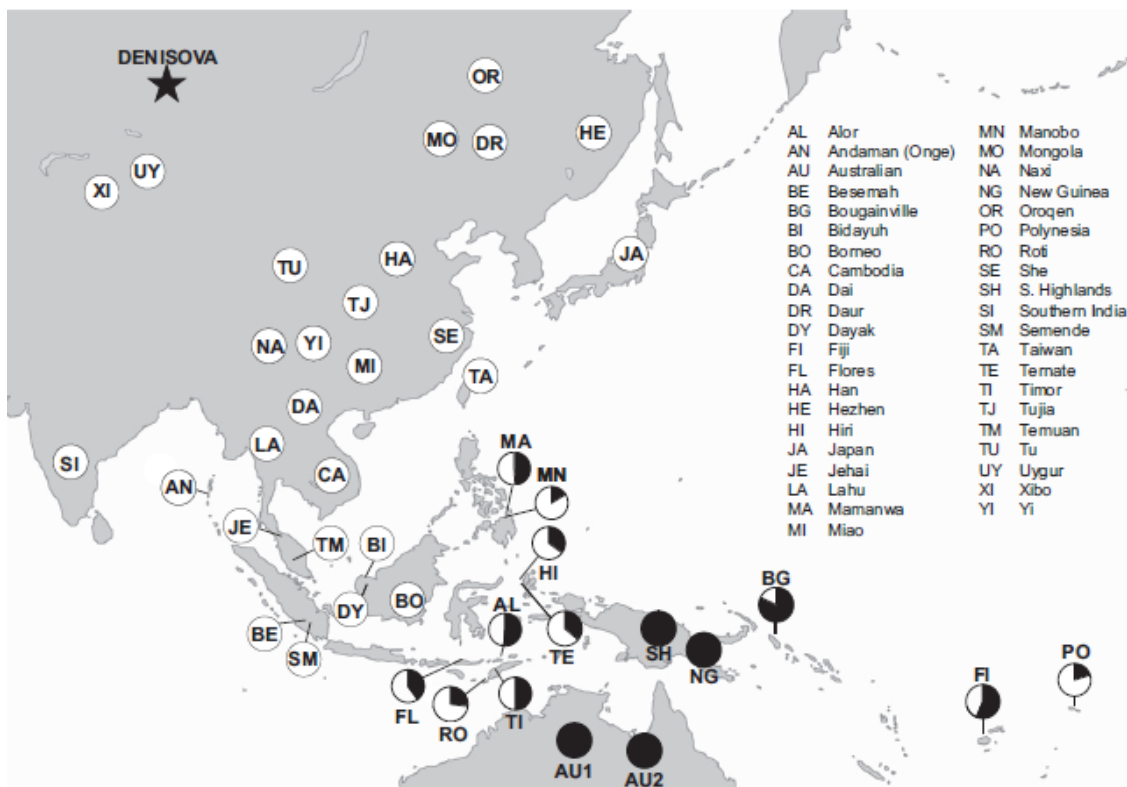 DENISOVA
OR
MO
DR
HE
XI
UY
TU
HA
JA
TJ
NA
YI
SE
MI
TA
DA
LA
SI
CA
AN
MA
MN
JE
TM
BI
HI
BG
DY
BO
AL
BE
SM
TE
SH
NG
PO
FI
FL
RO
TI
AU1
AU2
AL Alor
AN Andaman (Onge)
AU Australian
BE Besemah
BG Bougainville
BI Bidayuh
BO Borneo
CA Cambodia
DA Dai
DR Daur
DY Dayak
FI Fiji
FL Flores
HA Han
HE Hezhen
HI Hiri
JA Japan
JE Jehai
LA Lahu
MA Mamanwa
MI Miao
MN Manobo
MO Mongola
NA Naxi
NG New Guinea
OR Oroqen
PO Polynesia
RO Roti
SE She
SH S. Highlands
SI Southern India
SM Semende
TA Taiwan
TE Ternate
TI Timor
TJ Tujia
TM Temuan
TU Tu
UY Uygur
XI Xibo
YI Yi